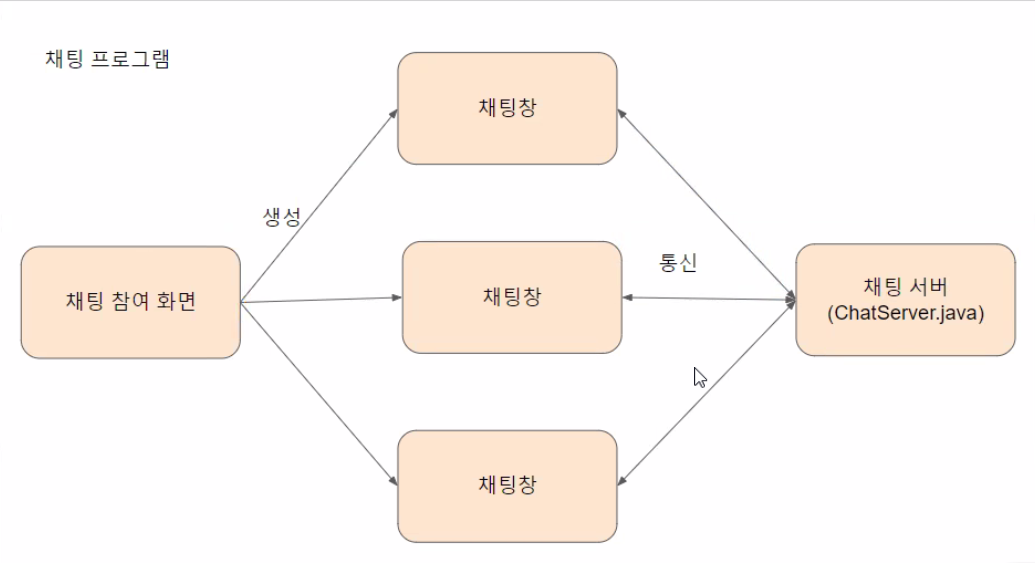 채팅 프로그램
채팅창
생성
채팅 참여 화면
채팅창
통신
채팅 서버
(ChatServer.java)
채팅창